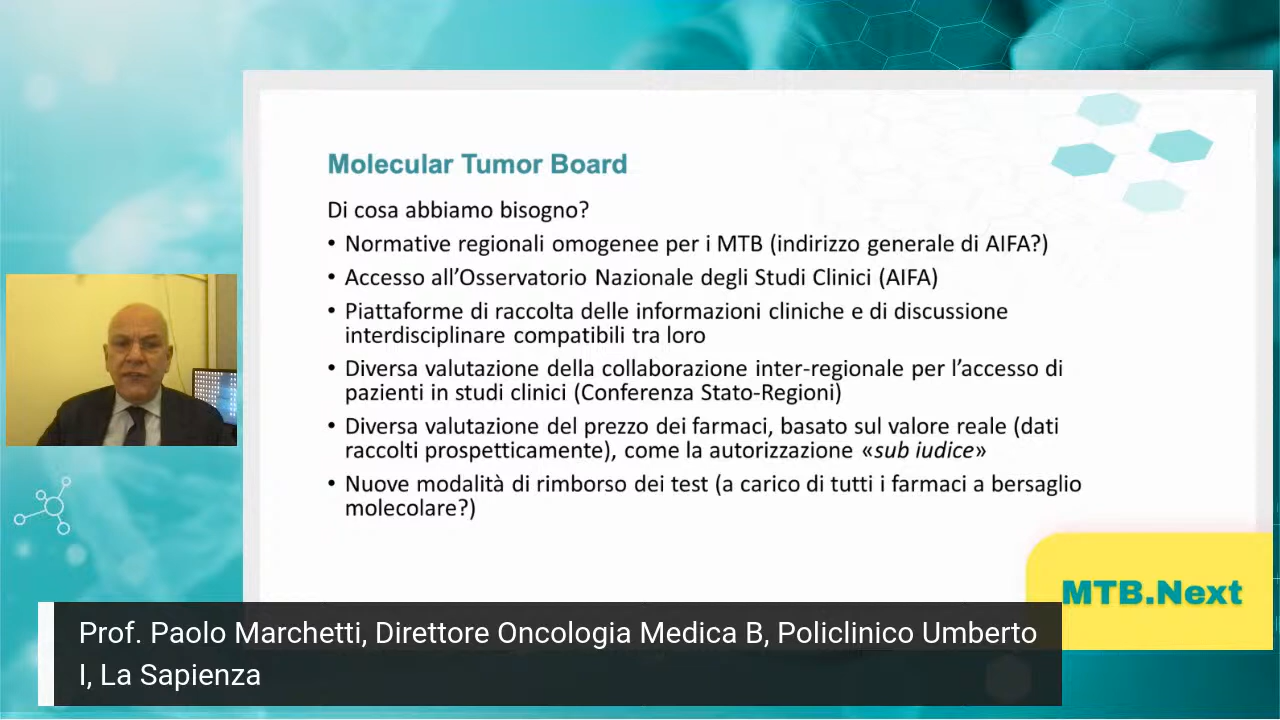 Molecular Tumor Board
Di cosa abbiamo bisogno?
• Normative regionali omogenee per i MTB (indirizzo generale di AIFA?)
• Accesso all’Osservatorio Nazionale degli Studi Clinici (AIFA)
• Piattaforme di raccolta delle informazioni cliniche e di discussione
interdisciplinare compatibili tra loro
• Diversa valutazione della collaborazione inter-regionale per l’accesso di
pazienti in studi clinici (Conferenza Stato-Regioni)
• Diversa valutazione del prezzo dei farmaci, basato sul valore reale (dati
raccolti prospetticamente), come la autorizzazione «sub iudice»
• Nuove modalità di rimborso dei test (a carico di tutti i farmaci a bersaglio
molecolare?)
MTB.Next
Prof. Paolo Marchetti, Direttore Oncologia Medica B, Policlinico Umberto
I, La Sapienza